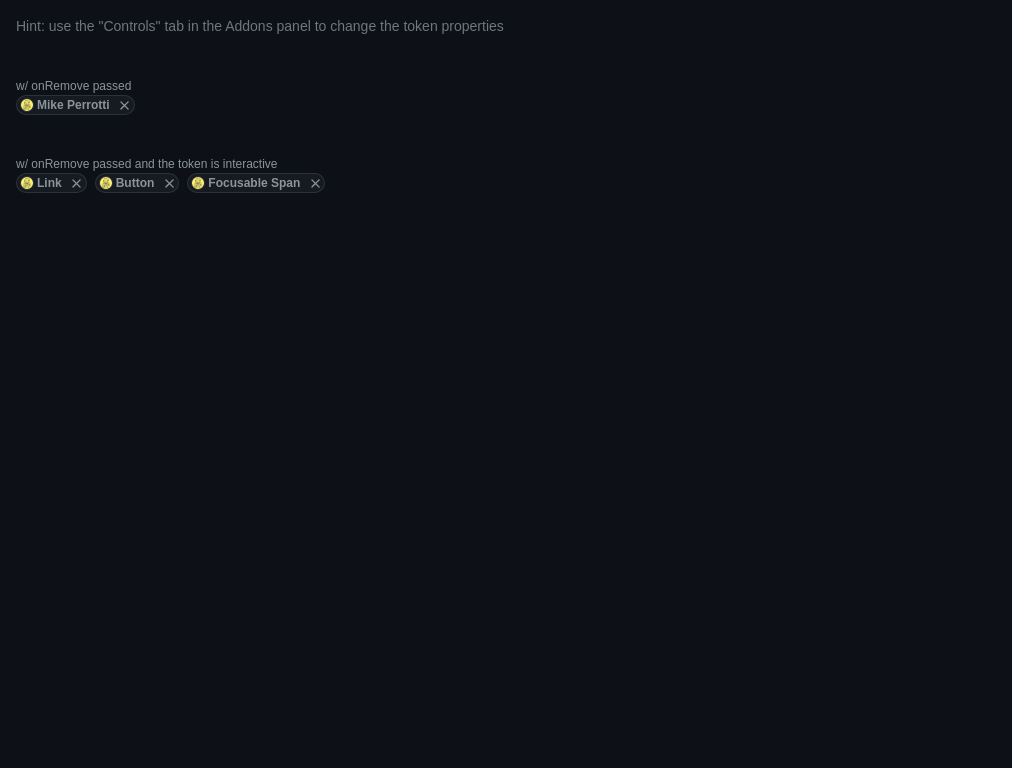 Hint: use the "Controls" tab in the Addons panel to change the token properties
w/ onRemove passed
Mike Perrotti
w/ onRemove passed and the token is interactive
Link Button Focusable Span